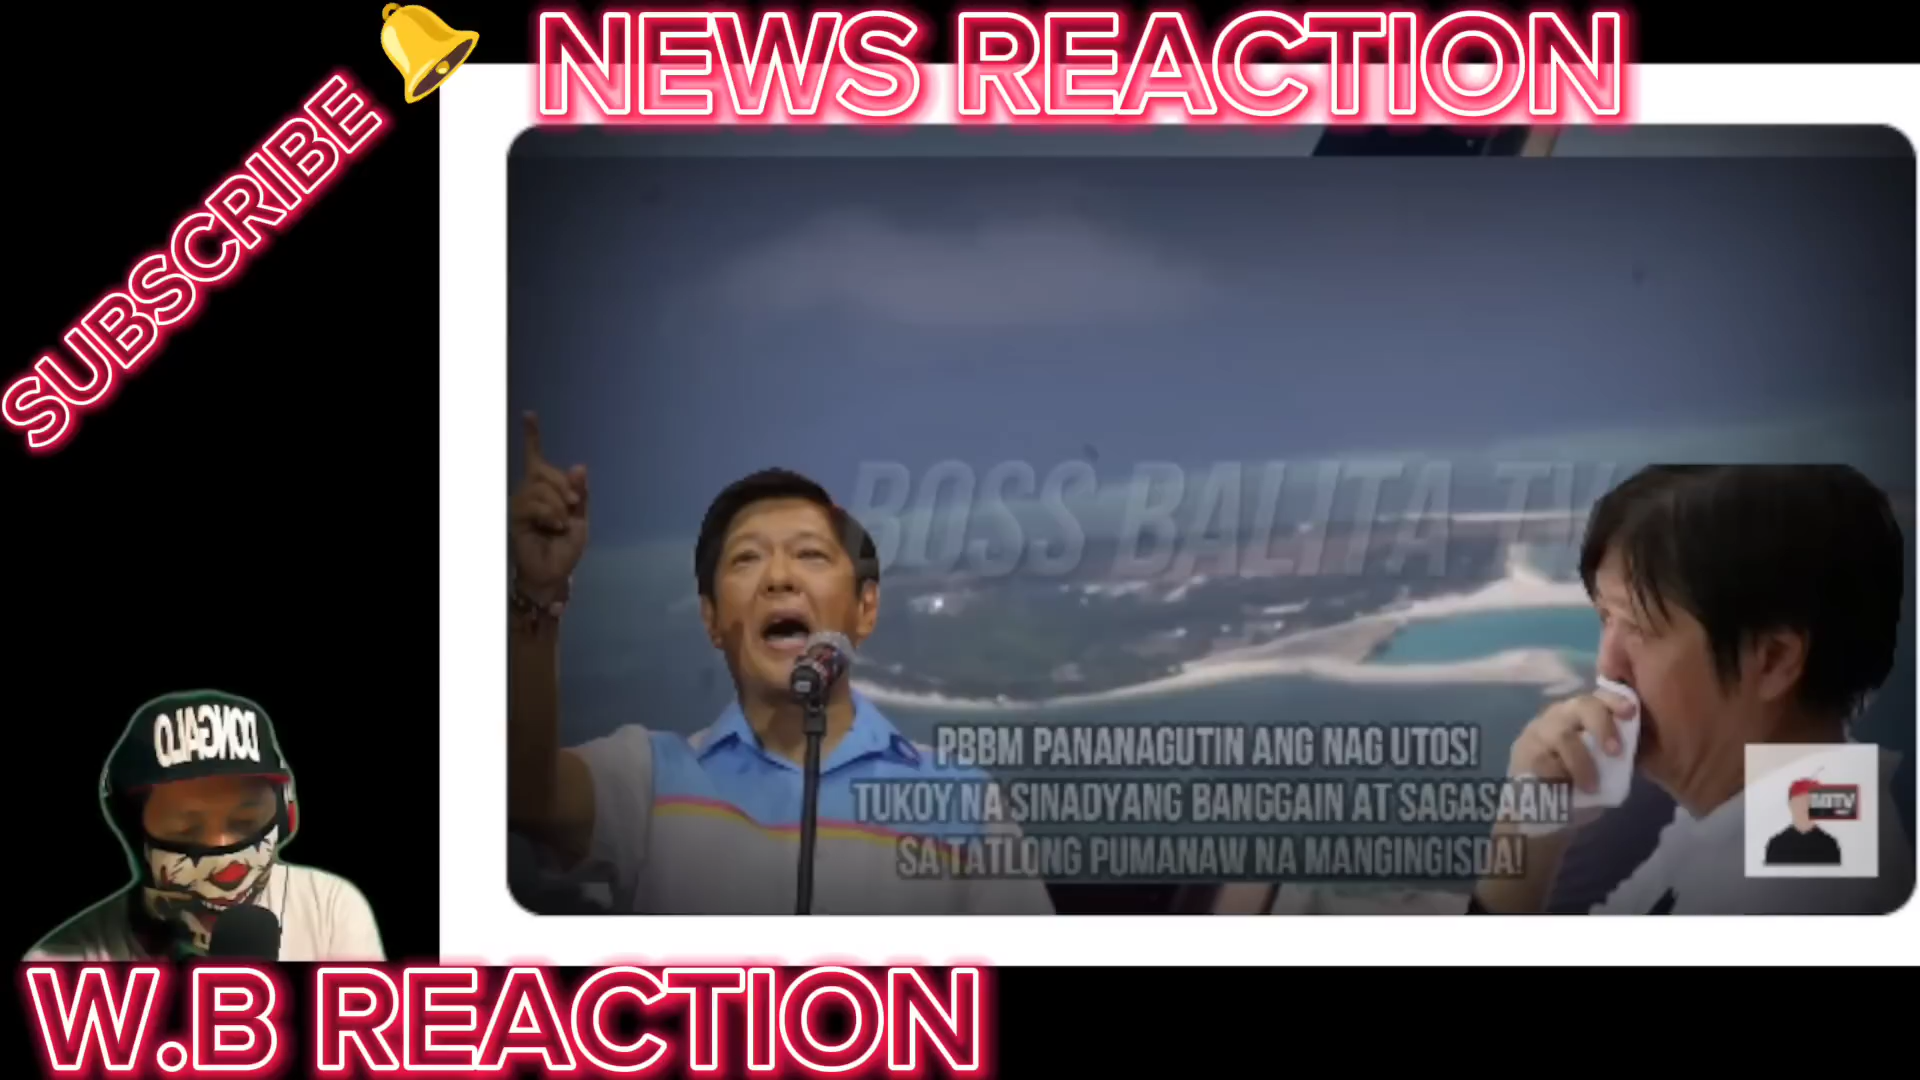 NEWS REACTION
SUBSCRIBE
BOSS BALITA TV
DONGALO
PBBM PANANAGUTIN ANG NAG UTOS!
TUKOY NA SINADYANG BANGGAIN AT SAGASAAN!
SA TATLONG PUMANAW NA MANGINGISDA!
W.B REACTION